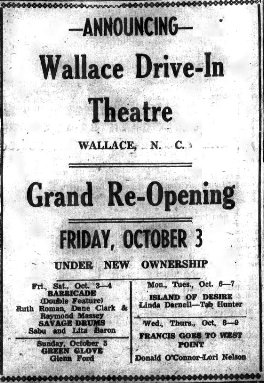 —ANNOUNCING—
Wallace Drive-In
Theatre
WALLACE, N. C.
Grand Re-Opening
FRIDAY, OCTOBER 3
UNDER NEW OWNERSHIP
Fri., Sat., Oct. 3—4
BARRICADE
(Double Feature)
Ruth Roman, Dane Clark &
Raymond Massey
SAVAGE DRUMS
Sabu and Lita Baron
Sunday, October 5
GREEN GLOVE
Glenn Ford
Mon., Tues., Oct. 6—7
ISLAND OF DESIRE
Linda Darnell—Tab Hunter
Wed., Thurs., Oct. 8—9
FRANCIS GOES TO WEST
POINT
Donald O'Connor-Lori Nelson